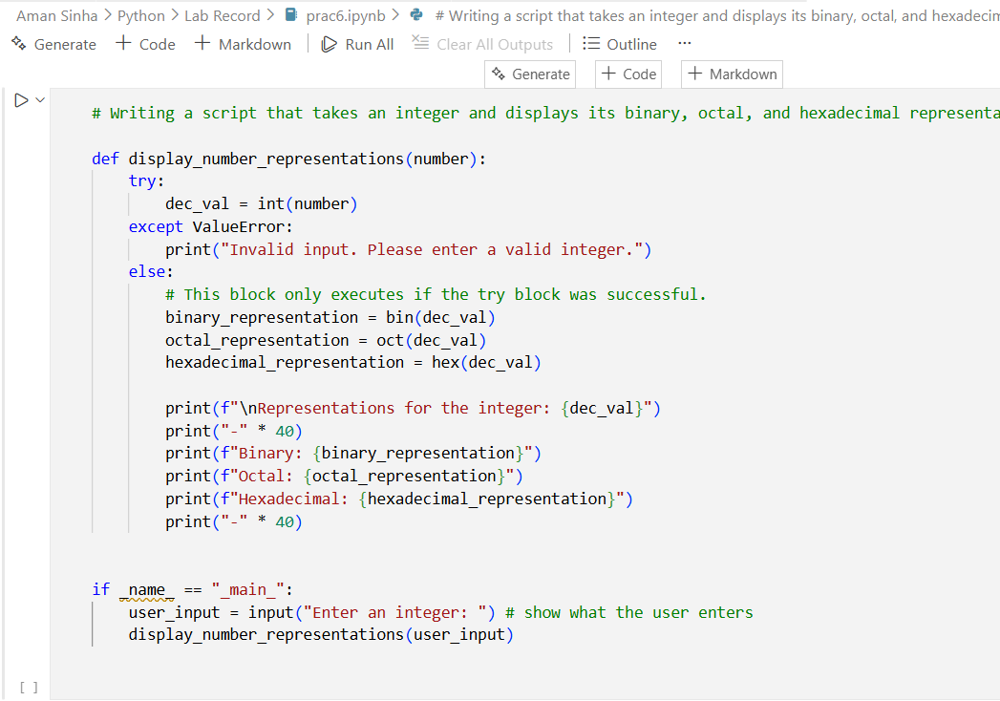 Aman Sinha > Python > Lab Record > prac6.ipynb > # Writing a script that takes an integer and displays its binary, octal, and
Generate + Code + Markdown Run All Clear All Outputs Outline ...
Generate + Code + Markdown
# Writing a script that takes an integer and displays its binary, octal, and hexadecimal
def display_number_representations(number):
    try:
        dec_val = int(number)
    except ValueError:
        print("Invalid input. Please enter a valid integer.")
    else:
        # This block only executes if the try block was successful.
        binary_representation = bin(dec_val)
        octal_representation = oct(dec_val)
        hexadecimal_representation = hex(dec_val)
        print(f"\nRepresentations for the integer: {dec_val}")
        print("-" * 40)
        print(f"Binary: {binary_representation}")
        print(f"Octal: {octal_representation}")
        print(f"Hexadecimal: {hexadecimal_representation}")
        print("-" * 40)
if _name_ == "_main_":
    user_input = input("Enter an integer: ") # show what the user enters
    display_number_representations(user_input)
[ ]